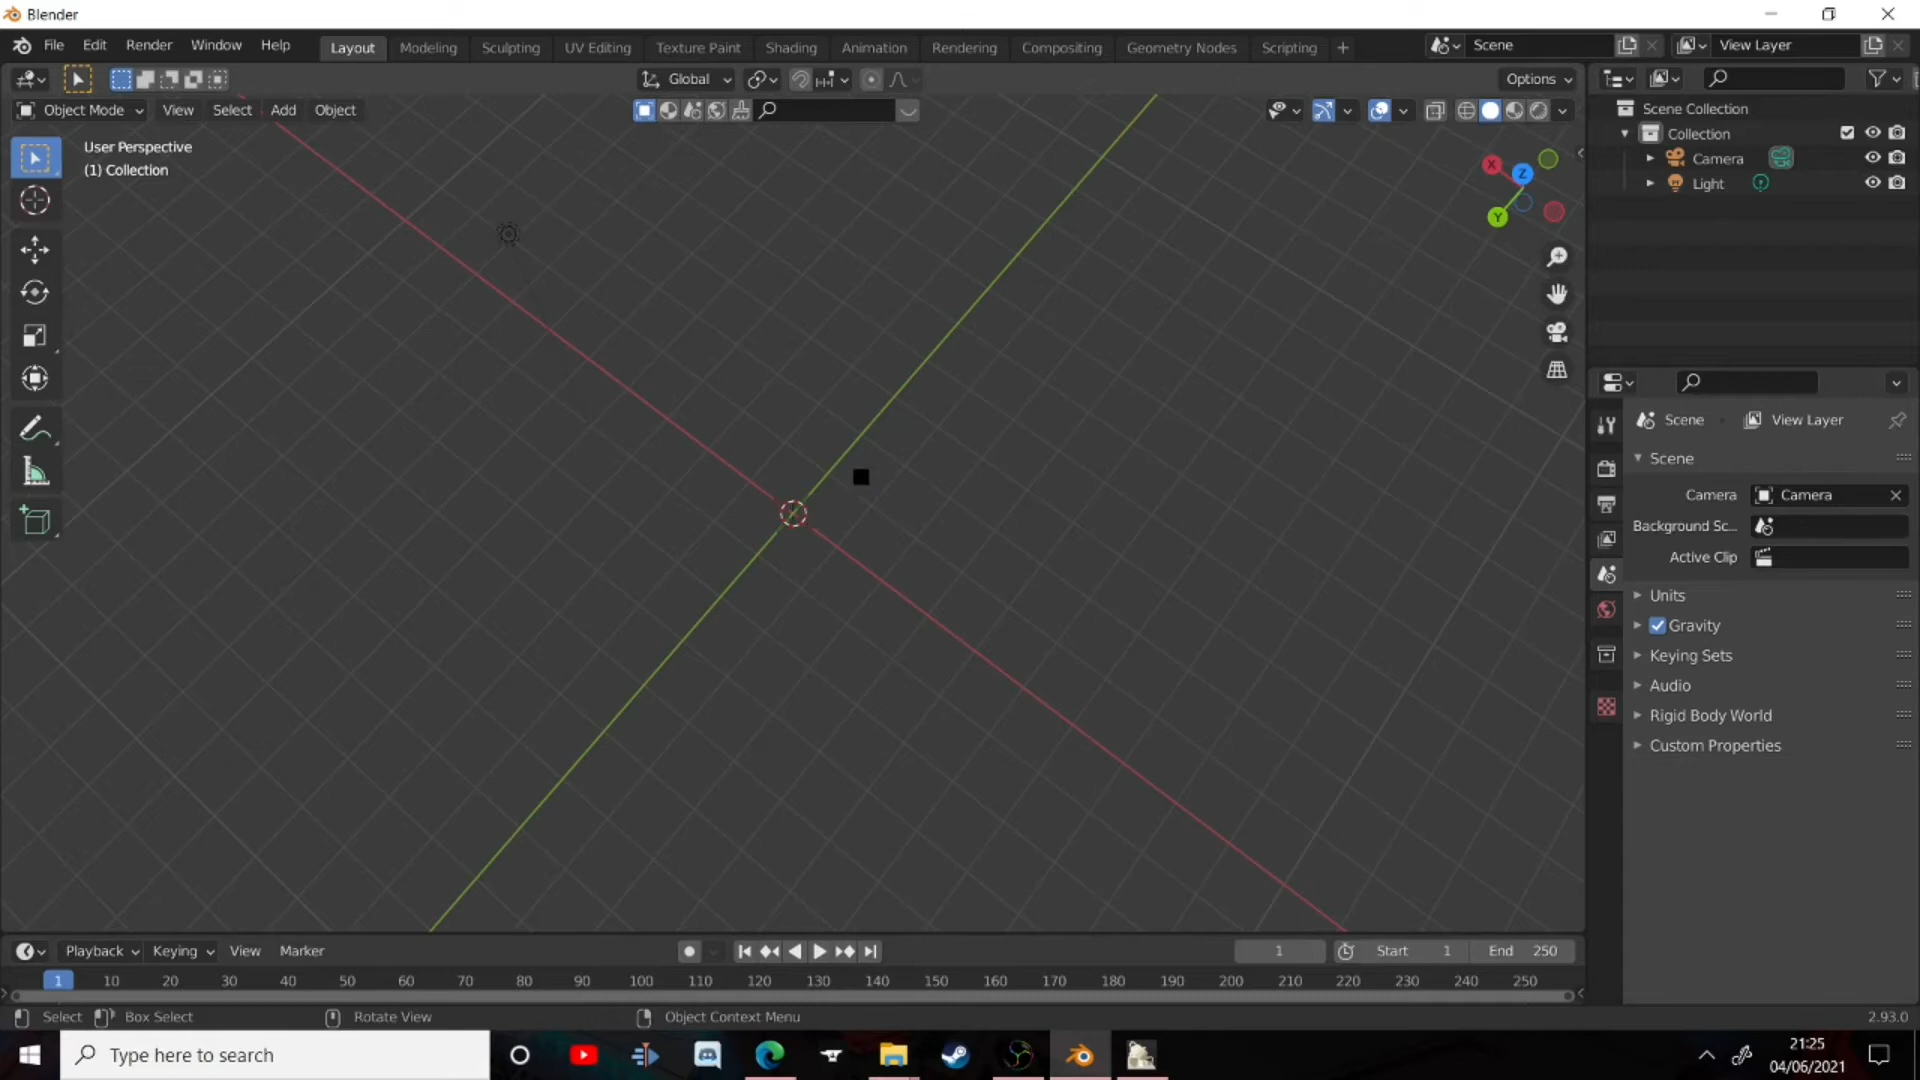 Blender
File Edit Render Window Help Layout Modeling Sculpting UV Editing Texture Paint Shading Animation Rendering Compositing Geometry Nodes Scripting + Scene View Layer
Global Options
Object Mode View Select Add Object
User Perspective
(1) Collection
X
Z
Y
Scene Collection
Collection
Camera
Light
Scene View Layer
Scene
Camera Camera
Background Sc...
Active Clip
Units
Gravity
Keying Sets
Audio
Rigid Body World
Custom Properties
Playback Keying View Marker 1 Start 1 End 250
1 10 20 30 40 50 60 70 80 90 100 110 120 130 140 150 160 170 180 190 200 210 220 230 240 250
Select Box Select Rotate View Object Context Menu 2.93.0
Type here to search
21:25
04/06/2021